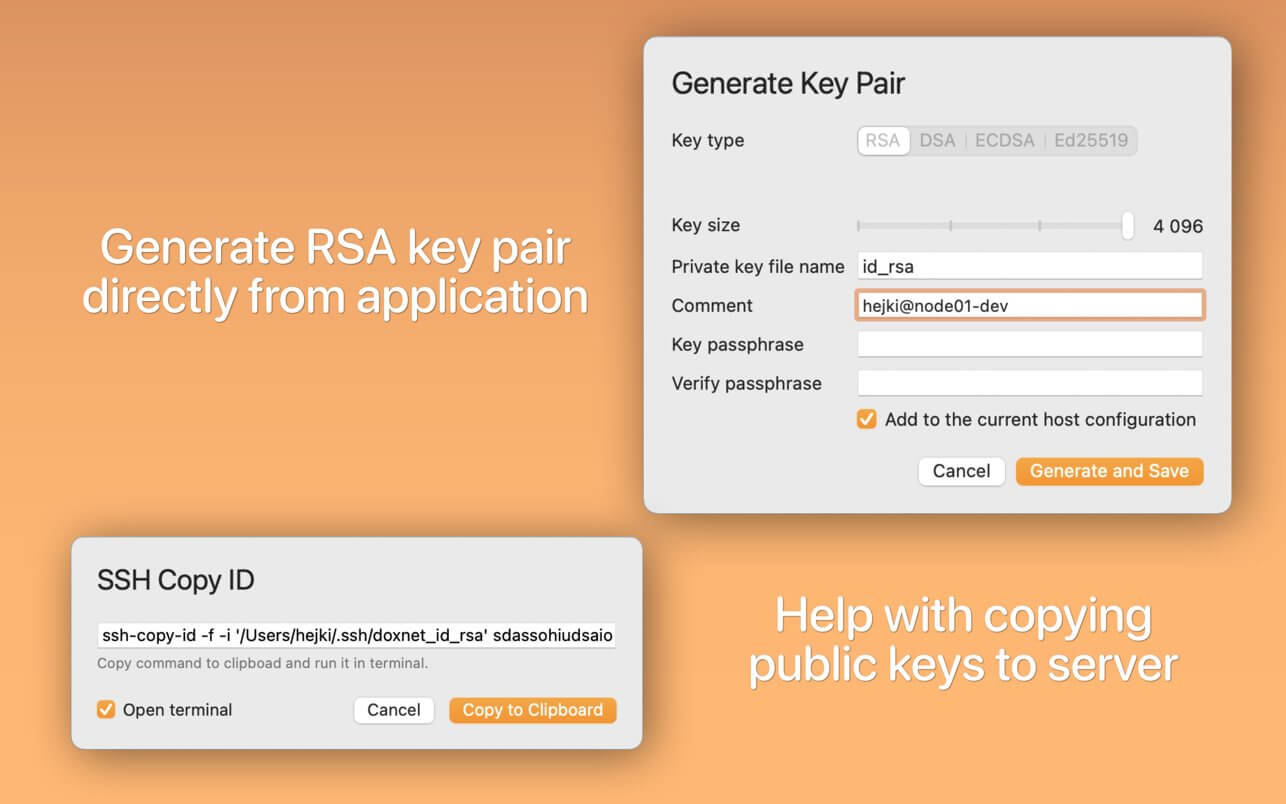 Generate RSA key pair
directly from application
Generate Key Pair
Key type RSA DSA ECDSA Ed25519
Key size 4 096
Private key file name id_rsa
Comment hejki@node01-dev
Key passphrase
Verify passphrase
Add to the current host configuration
Cancel Generate and Save
SSH Copy ID
ssh-copy-id -f -i '/Users/hejki/.ssh/doxnet_id_rsa' sdassohiudsaio
Copy command to clipboad and run it in terminal.
Open terminal Cancel Copy to Clipboard
Help with copying
public keys to server